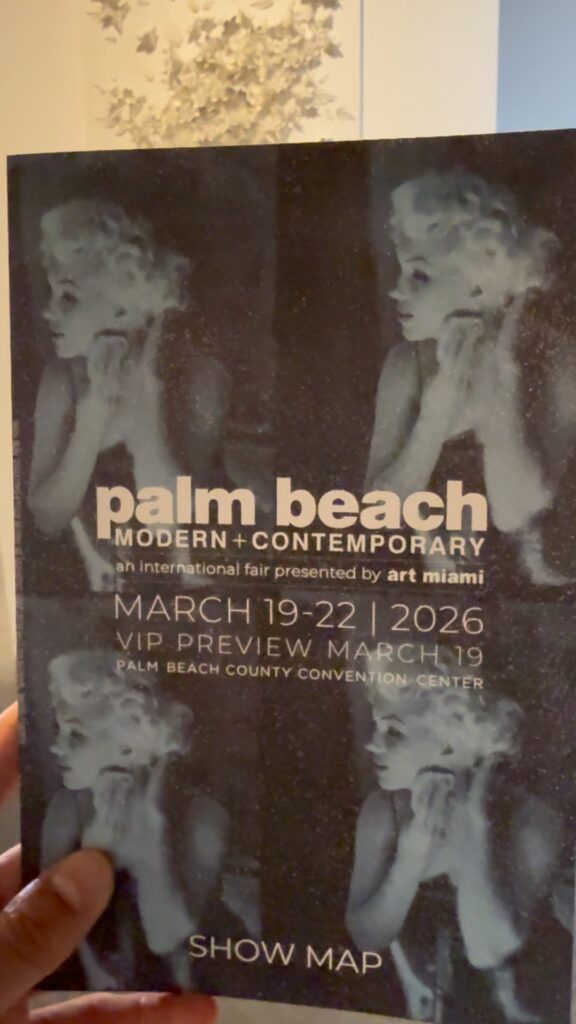 palm beach
MODERN + CONTEMPORARY
an international fair presented by art miami
MARCH 19-22 | 2026
VIP PREVIEW MARCH 19
PALM BEACH COUNTY CONVENTION CENTER
SHOW MAP